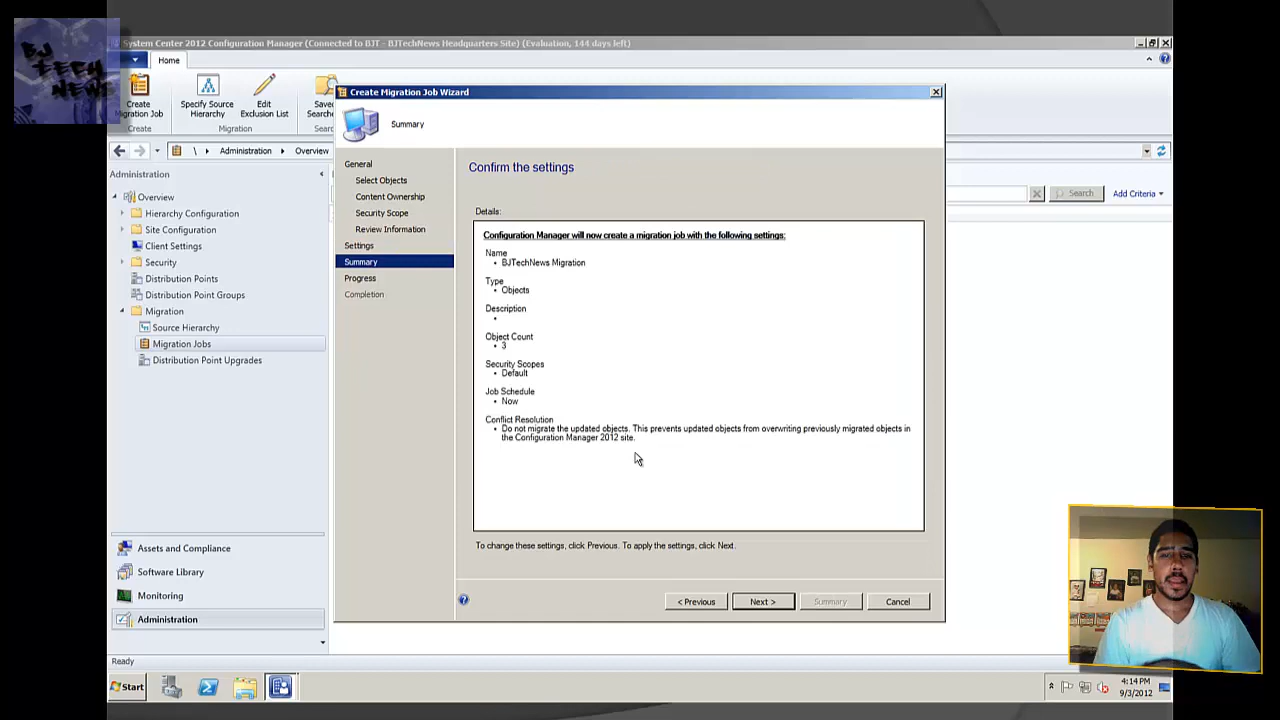 BJ
TECH
NEWS
System Center 2012 Configuration Manager (Connected to BJT - BJTechNews Headquarters Site) (Evaluation, 144 days left)
Home
Create
Migration Job
Specify Source
Hierarchy
Edit
Exclusion List
Saved
Create
Migration
Create Migration Job Wizard
Summary
\ Administration Overview
Search
Add Criteria
Administration
Overview
Hierarchy Configuration
Site Configuration
Client Settings
Security
Distribution Points
Distribution Point Groups
Migration
Source Hierarchy
Migration Jobs
Distribution Point Upgrades
Assets and Compliance
Software Library
Monitoring
Administration
General
Select Objects
Content Ownership
Security Scope
Review Information
Settings
Summary
Progress
Completion
Confirm the settings
Details:
Configuration Manager will now create a migration job with the following settings:
Name
• BJTechNews Migration
Type
• Objects
Description
•
Object Count
• 3
Security Scopes
• Default
Job Schedule
• Now
Conflict Resolution
• Do not migrate the updated objects. This prevents updated objects from overwriting previously migrated objects in
the Configuration Manager 2012 site.
To change these settings, click Previous. To apply the settings, click Next.
< Previous
Next >
Summary
Cancel
Ready
Start
4:14 PM
9/3/2012